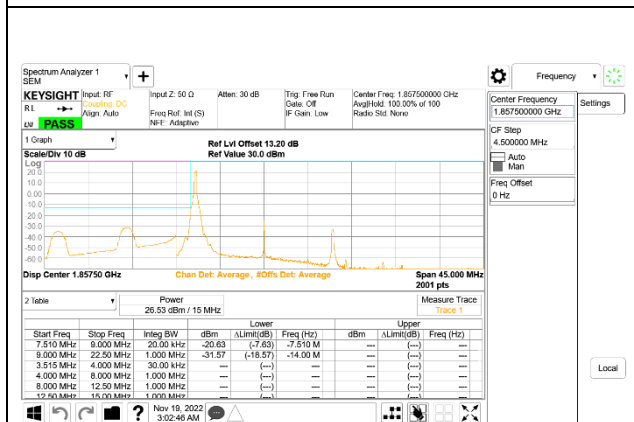 Spectrum Analyzer 1
SEM
+
Frequency
KEYSIGHT Input: RF Input Z: 50 Ω Atten: 30 dB Trig: Free Run Center Freq: 1.857500000 GHz
RL Coupling: DC Gate: Off Avg|Hold: 100.00% of 100
Align: Auto Freq Ref: Int (S) IF Gain: Low Radio Std: None
NFE: Adaptive
PASS
Center Frequency
1.857500000 GHz
Settings
CF Step
4.500000 MHz
Auto
Man
Freq Offset
0 Hz
1 Graph
Ref Lvl Offset 13.20 dB
Scale/Div 10 dB Ref Value 30.0 dBm
Log
20.0
10.0
0.00
-10.0
-20.0
-30.0
-40.0
-50.0
-60.0
Disp Center 1.85750 GHz Chan Det: Average , #Offs Det: Average Span 45.000 MHz
2001 pts
2 Table Power Measure Trace
26.53 dBm / 15 MHz Trace 1
Lower Upper
Start Freq Stop Freq Integ BW dBm ΔLimit(dB) Freq (Hz) dBm ΔLimit(dB) Freq (Hz)
7.510 MHz 9.000 MHz 20.00 kHz -20.63 (-7.63) -7.510 M --- (---) ---
9.000 MHz 22.50 MHz 1.000 MHz -31.57 (-18.57) -14.00 M --- (---) ---
3.515 MHz 4.000 MHz 30.00 kHz --- (---) --- --- (---) ---
4.000 MHz 8.000 MHz 1.000 MHz --- (---) --- --- (---) ---
8.000 MHz 12.50 MHz 1.000 MHz --- (---) --- --- (---) ---
12.50 MHz 15.00 MHz 1.000 MHz --- (---) --- --- (---) ---
Local
? Nov 19, 2022
3:02:46 AM